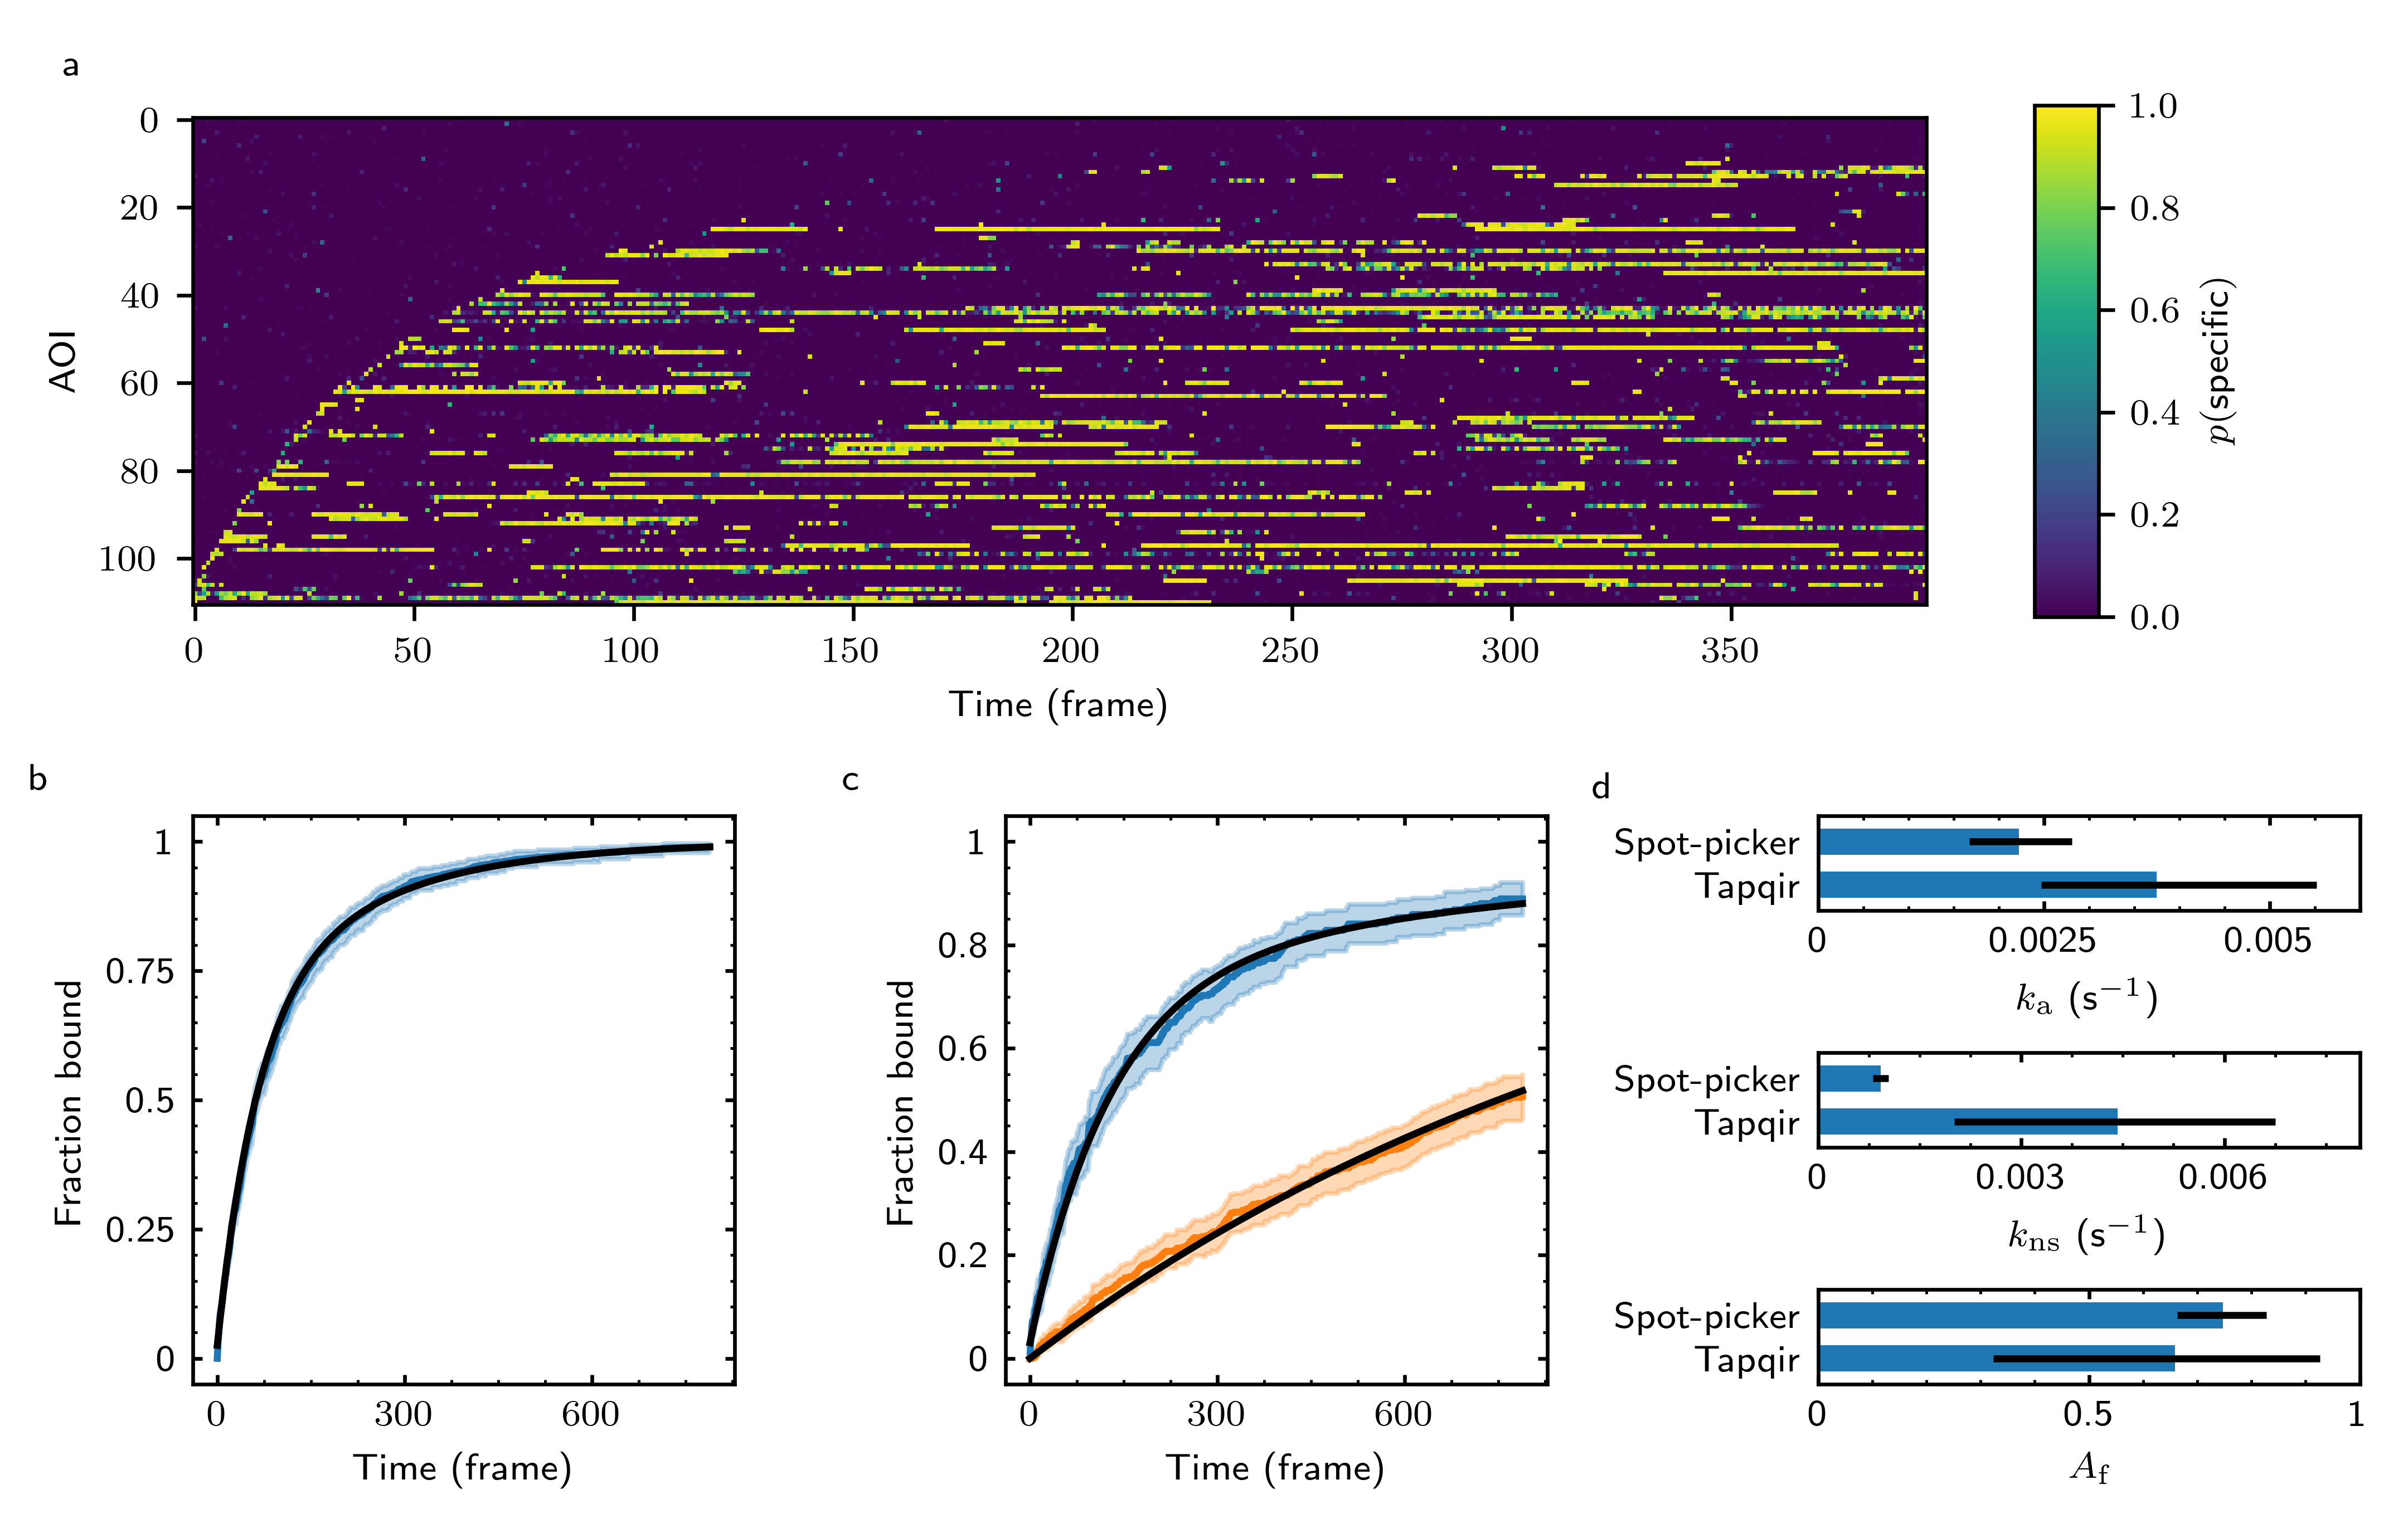 a
0
20
40
60
80
100
AOI
0 50 100 150 200 250 300 350
Time (frame)
1.0
0.8
0.6
0.4
0.2
0.0
p(specific)
b
1
0.75
0.5
0.25
0
Fraction bound
0 300 600
Time (frame)
c
1
0.8
0.6
0.4
0.2
0
Fraction bound
0 300 600
Time (frame)
d
Spot-picker
Tapqir
0 0.0025 0.005
kₐ (s⁻¹)
Spot-picker
Tapqir
0 0.003 0.006
kₙₛ (s⁻¹)
Spot-picker
Tapqir
0 0.5 1
A_f